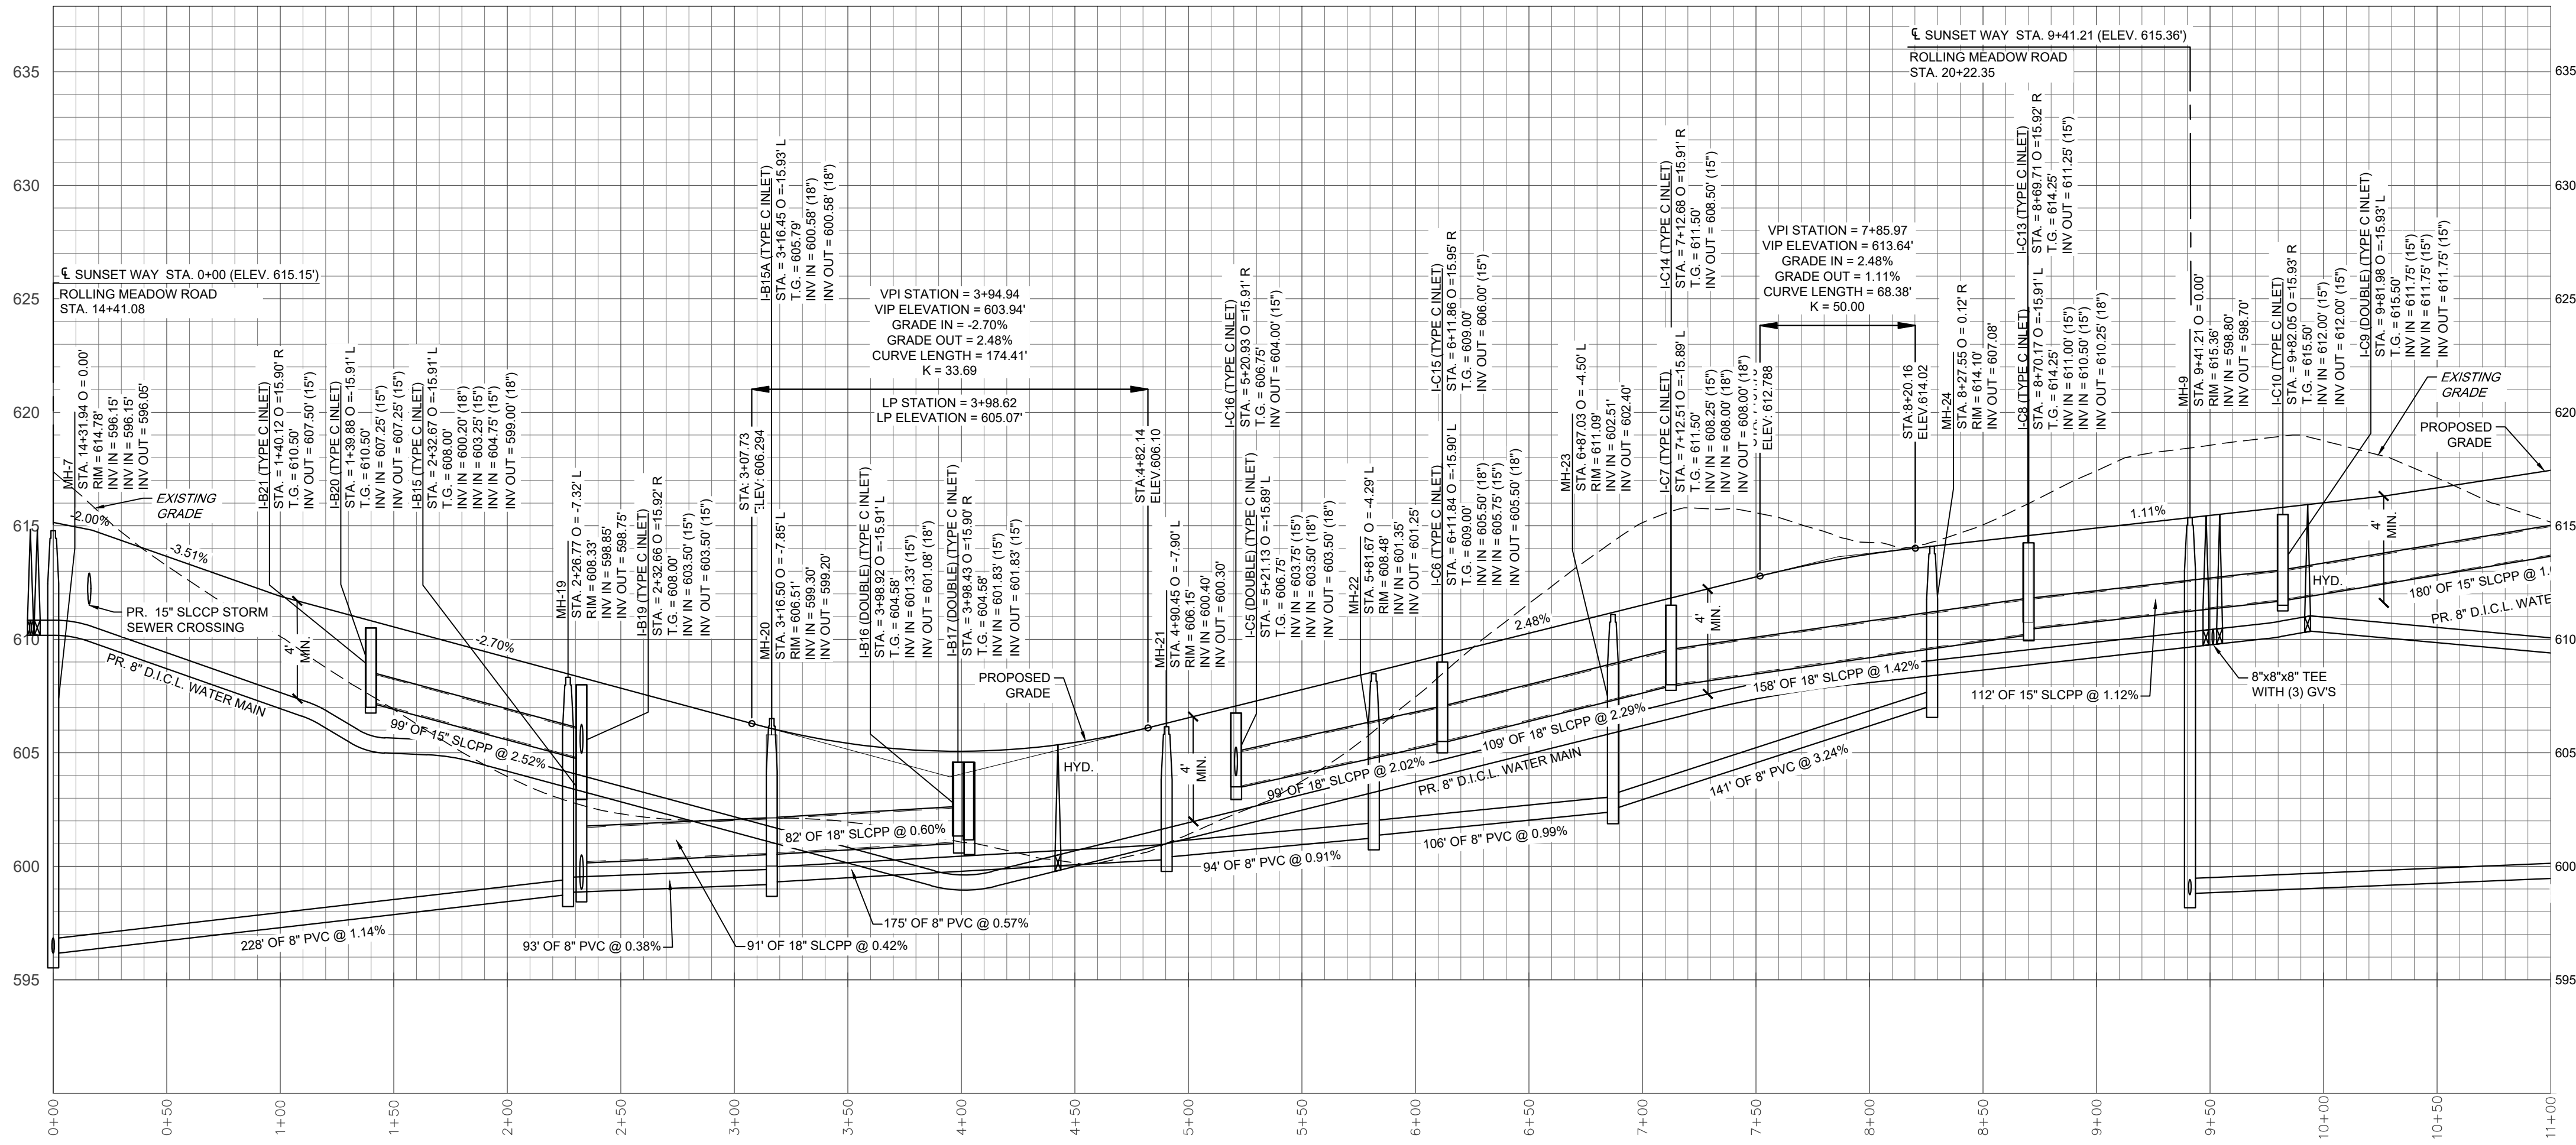 ℄ SUNSET WAY STA. 0+00 (ELEV. 615.15')
ROLLING MEADOW ROAD
STA. 14+41.08
MH-7
STA. 14+31.94 O = 0.00'
RIM = 614.78'
INV IN = 596.15'
INV IN = 596.15'
INV OUT = 596.05'
EXISTING
GRADE
-2.00%
-3.51%
PR. 15" SLCCP STORM
SEWER CROSSING
PR. 8" D.I.C.L. WATER MAIN
228' OF 8" PVC @ 1.14%
I-B21 (TYPE C INLET)
STA. = 1+40.12 O =15.90' R
T.G. = 610.50'
INV OUT = 607.50' (15")
I-B20 (TYPE C INLET)
STA. = 1+39.88 O =-15.91' L
T.G. = 610.50'
INV IN = 607.25' (15")
INV OUT = 607.25' (15")
I-B15 (TYPE C INLET)
STA. = 2+32.67 O =-15.91' L
T.G. = 608.00'
INV IN = 600.20' (18")
INV IN = 603.25' (15")
INV IN = 604.75' (15")
INV OUT = 599.00' (18")
4'
MIN.
99' OF 15" SLCPP @ 2.52%
-2.70%
MH-19
STA. 2+26.77 O = -7.32' L
RIM = 608.33'
INV IN = 598.85'
INV OUT = 598.75'
I-B19 (TYPE C INLET)
STA. = 2+32.66 O =15.92' R
T.G. = 608.00'
INV IN = 603.50' (15")
INV OUT = 603.50' (15")
93' OF 8" PVC @ 0.38%
91' OF 18" SLCPP @ 0.42%
175' OF 8" PVC @ 0.57%
82' OF 18" SLCPP @ 0.60%
I-B15A (TYPE C INLET)
STA. = 3+16.45 O =-15.93' L
T.G. = 605.79'
INV IN = 600.58' (18")
INV OUT = 600.58' (18")
STA: 3+07.73
ELEV: 606.294
MH-20
STA. 3+16.50 O = -7.85' L
RIM = 606.51'
INV IN = 599.30'
INV OUT = 599.20'
VPI STATION = 3+94.94
VIP ELEVATION = 603.94'
GRADE IN = -2.70%
GRADE OUT = 2.48%
CURVE LENGTH = 174.41'
K = 33.69
LP STATION = 3+98.62
LP ELEVATION = 605.07'
I-B16 (DOUBLE) (TYPE C INLET)
STA. = 3+98.92 O =-15.91' L
T.G. = 604.58'
INV IN = 601.33' (15")
INV OUT = 601.08' (18")
I-B17 (DOUBLE) (TYPE C INLET)
STA. = 3+98.43 O =15.90' R
T.G. = 604.58'
INV IN = 601.83' (15")
INV OUT = 601.83' (15")
PROPOSED
GRADE
HYD.
STA:4+82.14
ELEV.606.10
MH-21
STA. 4+90.45 O = -7.90' L
RIM = 606.15'
INV IN = 600.40'
INV OUT = 600.30'
4'
MIN.
I-C16 (TYPE C INLET)
STA. = 5+20.93 O =15.91' R
T.G. = 606.75'
INV OUT = 604.00' (15")
I-C5 (DOUBLE) (TYPE C INLET)
STA. = 5+21.13 O =-15.89' L
T.G. = 606.75'
INV IN = 603.75' (15")
INV IN = 603.50' (18")
INV OUT = 603.50' (18")
94' OF 8" PVC @ 0.91%
99' OF 18" SLCPP @ 2.02%
MH-22
STA. 5+81.67 O = -4.29' L
RIM = 608.48'
INV IN = 601.35'
INV OUT = 601.25'
I-C15 (TYPE C INLET)
STA. = 6+11.86 O =15.95' R
T.G. = 609.00'
INV OUT = 606.00' (15")
I-C6 (TYPE C INLET)
STA. = 6+11.84 O =-15.90' L
T.G. = 609.00'
INV IN = 605.50' (18")
INV IN = 605.75' (15")
INV OUT = 605.50' (18")
2.48%
109' OF 18" SLCPP @ 2.29%
PR. 8" D.I.C.L. WATER MAIN
106' OF 8" PVC @ 0.99%
MH-23
STA. 6+87.03 O = -4.50' L
RIM = 611.09'
INV IN = 602.51'
INV OUT = 602.40'
I-C14 (TYPE C INLET)
STA. = 7+12.68 O =15.91' R
T.G. = 611.50'
INV OUT = 608.50' (15")
I-C7 (TYPE C INLET)
STA. = 7+12.51 O =-15.89' L
T.G. = 611.50'
INV IN = 608.25' (15")
INV IN = 608.00' (18")
INV OUT = 608.00' (18")
4'
MIN.
ELEV: 612.788
VPI STATION = 7+85.97
VIP ELEVATION = 613.64'
GRADE IN = 2.48%
GRADE OUT = 1.11%
CURVE LENGTH = 68.38'
K = 50.00
158' OF 18" SLCPP @ 1.42%
141' OF 8" PVC @ 3.24%
STA:8+20.16
ELEV.614.02
MH-24
STA. 8+27.55 O = 0.12' R
RIM = 614.10'
INV OUT = 607.08'
I-C13 (TYPE C INLET)
STA. = 8+69.71 O =15.92' R
T.G. = 614.25'
INV OUT = 611.25' (15")
I-C8 (TYPE C INLET)
STA. = 8+70.17 O =-15.91' L
T.G. = 614.25'
INV IN = 611.00' (15")
INV IN = 610.50' (15")
INV OUT = 610.25' (18")
112' OF 15" SLCPP @ 1.12%
1.11%
℄ SUNSET WAY STA. 9+41.21 (ELEV. 615.36')
ROLLING MEADOW ROAD
STA. 20+22.35
MH-9
STA. 9+41.21 O = 0.00'
RIM = 615.36'
INV IN = 598.80'
INV OUT = 598.70'
8"x8"x8" TEE
WITH (3) GV'S
I-C10 (TYPE C INLET)
STA. = 9+82.05 O =15.93' R
T.G. = 615.50'
INV IN = 612.00' (15")
INV OUT = 612.00' (15")
I-C9 (DOUBLE) (TYPE C INLET)
STA. = 9+81.98 O =-15.93' L
T.G. = 615.50'
INV IN = 611.75' (15")
INV IN = 611.75' (15")
INV OUT = 611.75' (15")
HYD.
EXISTING
GRADE
PROPOSED
GRADE
4'
MIN.
180' OF 15" SLCPP @ 1.
PR. 8" D.I.C.L. WATE
635
630
625
620
615
610
605
600
595
635
630
625
620
615
610
605
600
595
0+00
0+50
1+00
1+50
2+00
2+50
3+00
3+50
4+00
4+50
5+00
5+50
6+00
6+50
7+00
7+50
8+00
8+50
9+00
9+50
10+00
10+50
11+00